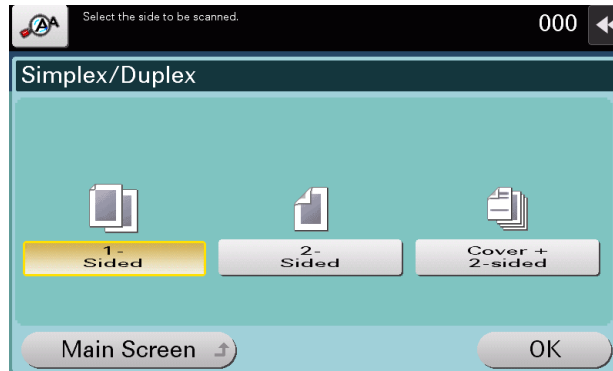 AA
Select the side to be scanned.
000
Simplex/Duplex
1-
Sided
2-
Sided
Cover +
2-sided
Main Screen
OK